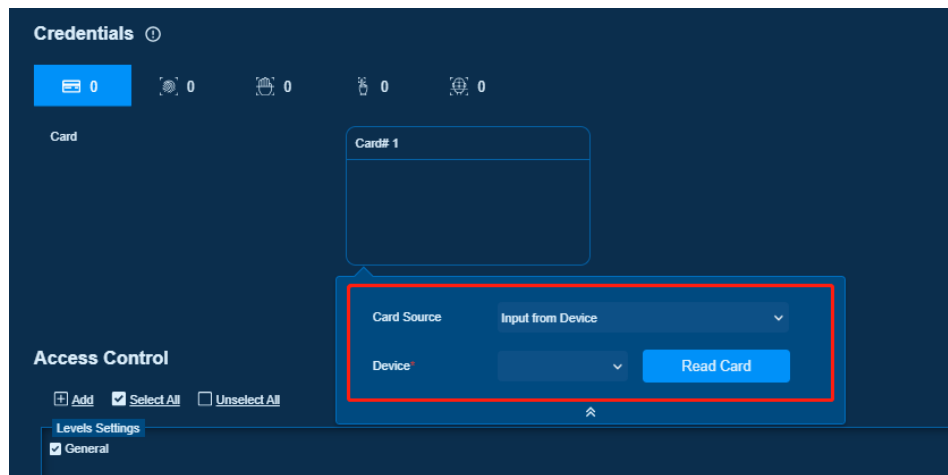 Credentials
0 0 0 0 0
Card
Card# 1
Card Source Input from Device
Device* Read Card
Access Control
Add Select All Unselect All
Levels Settings
General